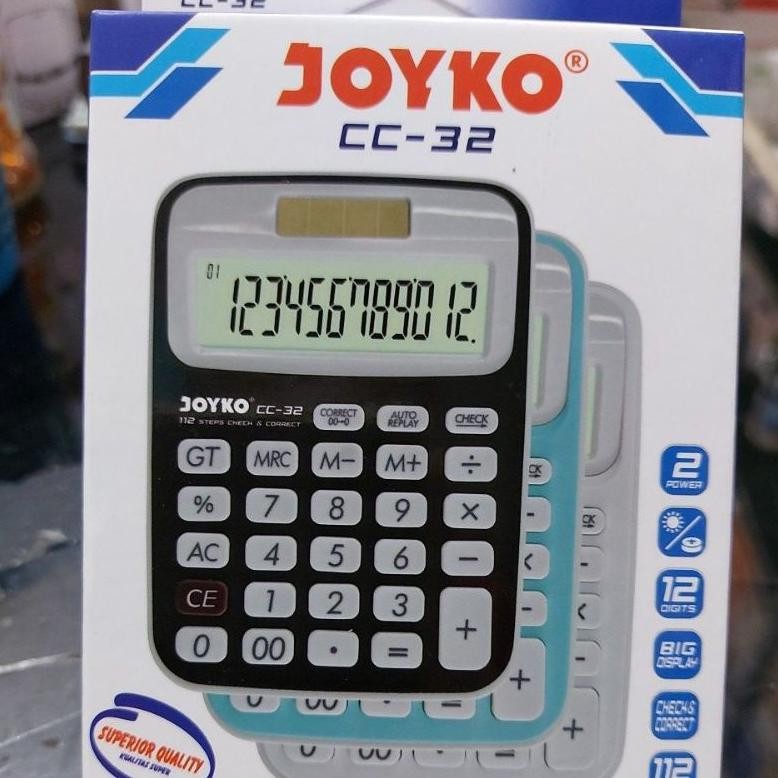 CC-32
JOYKO®
CC-32
01
123456789012.
JOYKO® CC-32
112 STEPS CHECK & CORRECT
CORRECT 00→0
AUTO REPLAY
CHECK
GT MRC M− M+ ÷
% 7 8 9 ×
AC 4 5 6 −
CE 1 2 3
0 00 · = +
2 POWER
12 DIGITS
BIG DISPLAY
CHECK & CORRECT
112
SUPERIOR QUALITY
KUALITAS SUPER